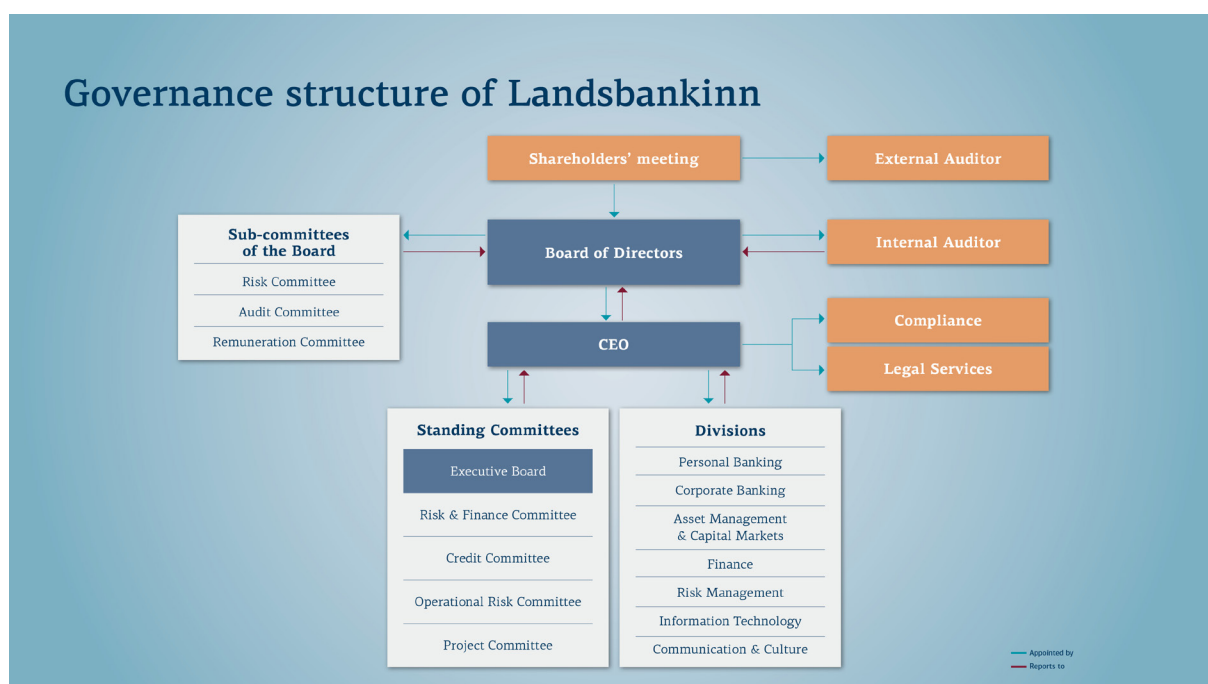 Governance structure of Landsbankinn
Shareholders’ meeting
External Auditor
Sub-committees
of the Board
Risk Committee
Audit Committee
Remuneration Committee
Board of Directors
Internal Auditor
CEO
Compliance
Legal Services
Standing Committees
Executive Board
Risk & Finance Committee
Credit Committee
Operational Risk Committee
Project Committee
Divisions
Personal Banking
Corporate Banking
Asset Management
& Capital Markets
Finance
Risk Management
Information Technology
Communication & Culture
Appointed by
Reports to